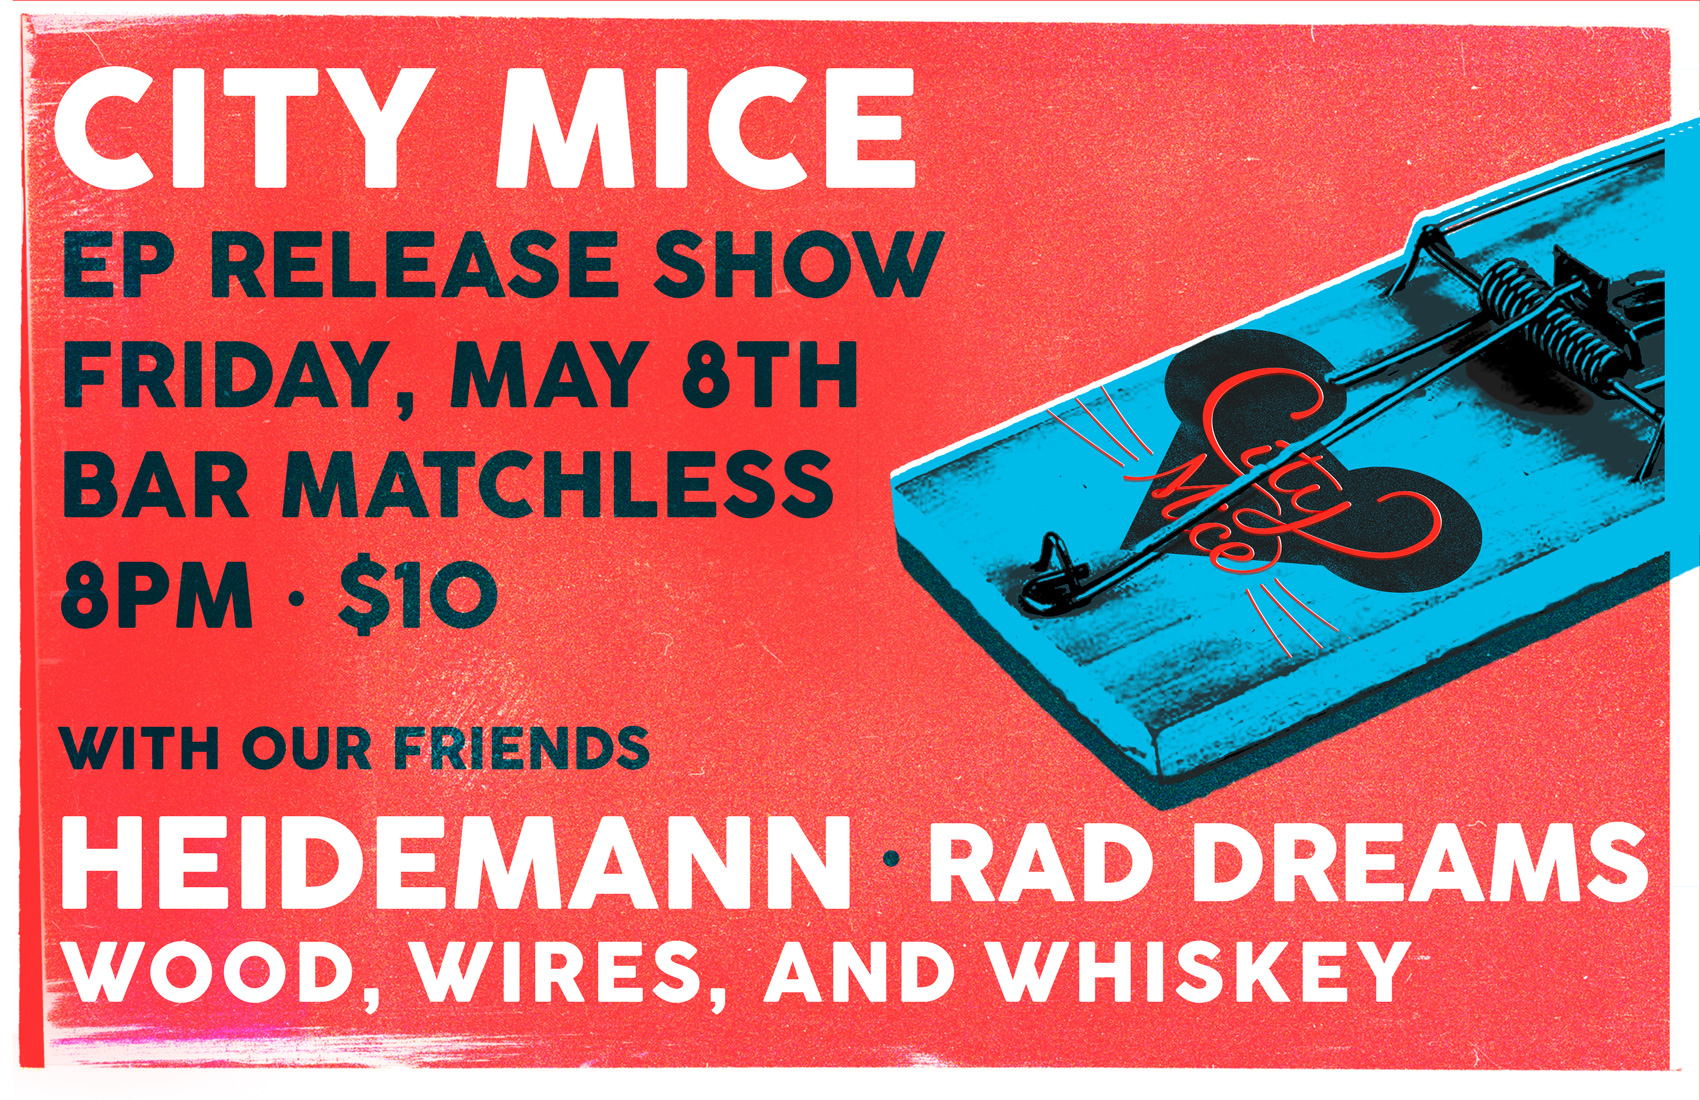 CITY MICE
EP RELEASE SHOW
FRIDAY, MAY 8TH
BAR MATCHLESS
8PM · $10
City
Mice
WITH OUR FRIENDS
HEIDEMANN · RAD DREAMS
WOOD, WIRES, AND WHISKEY